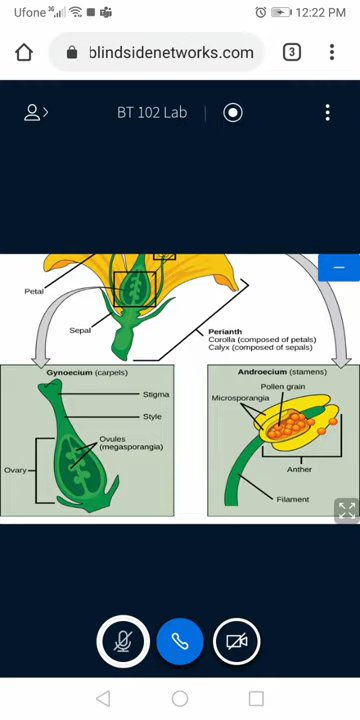 Ufone 3G 12:22 PM
blindsidenetworks.com 3
BT 102 Lab
Petal
Sepal
Perianth
Corolla (composed of petals)
Calyx (composed of sepals)
Gynoecium (carpels)
Stigma
Style
Ovules
(megasporangia)
Ovary
Androecium (stamens)
Pollen grain
Microsporangia
Anther
Filament